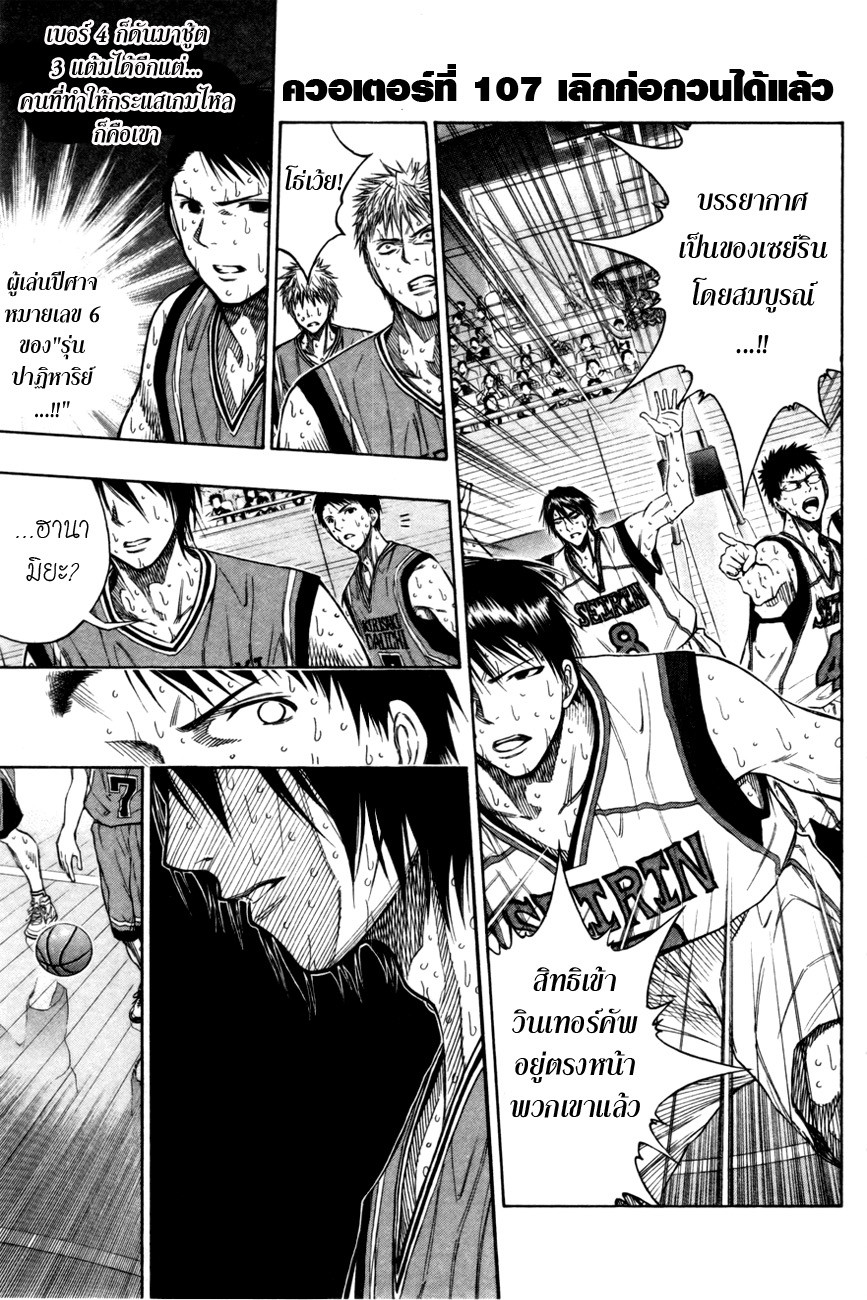 ควอเตอร์ที่ 107 เลิกก่อกวนได้แล้ว
บรรยากาศ
เป็นของเซย์ริน
โดยสมบูรณ์
...!!
SEIRIN
8
SEIRIN
4
SEIRIN
สิทธิเข้า
วินเทอร์คัพ
อยู่ตรงหน้า
พวกเขาแล้ว
โธ่เว้ย!
เบอร์ 4 ก็ดันมาชู้ต
3 แต้มได้อีกแต่...
คนที่ทำให้กระแสเกมไหล
ก็คือเขา
ผู้เล่นปีศาจ
หมายเลข 6
ของ"รุ่น
ปาฏิหาริย์
...!!"
...ฮานา
มิยะ?
DAIICHI
7